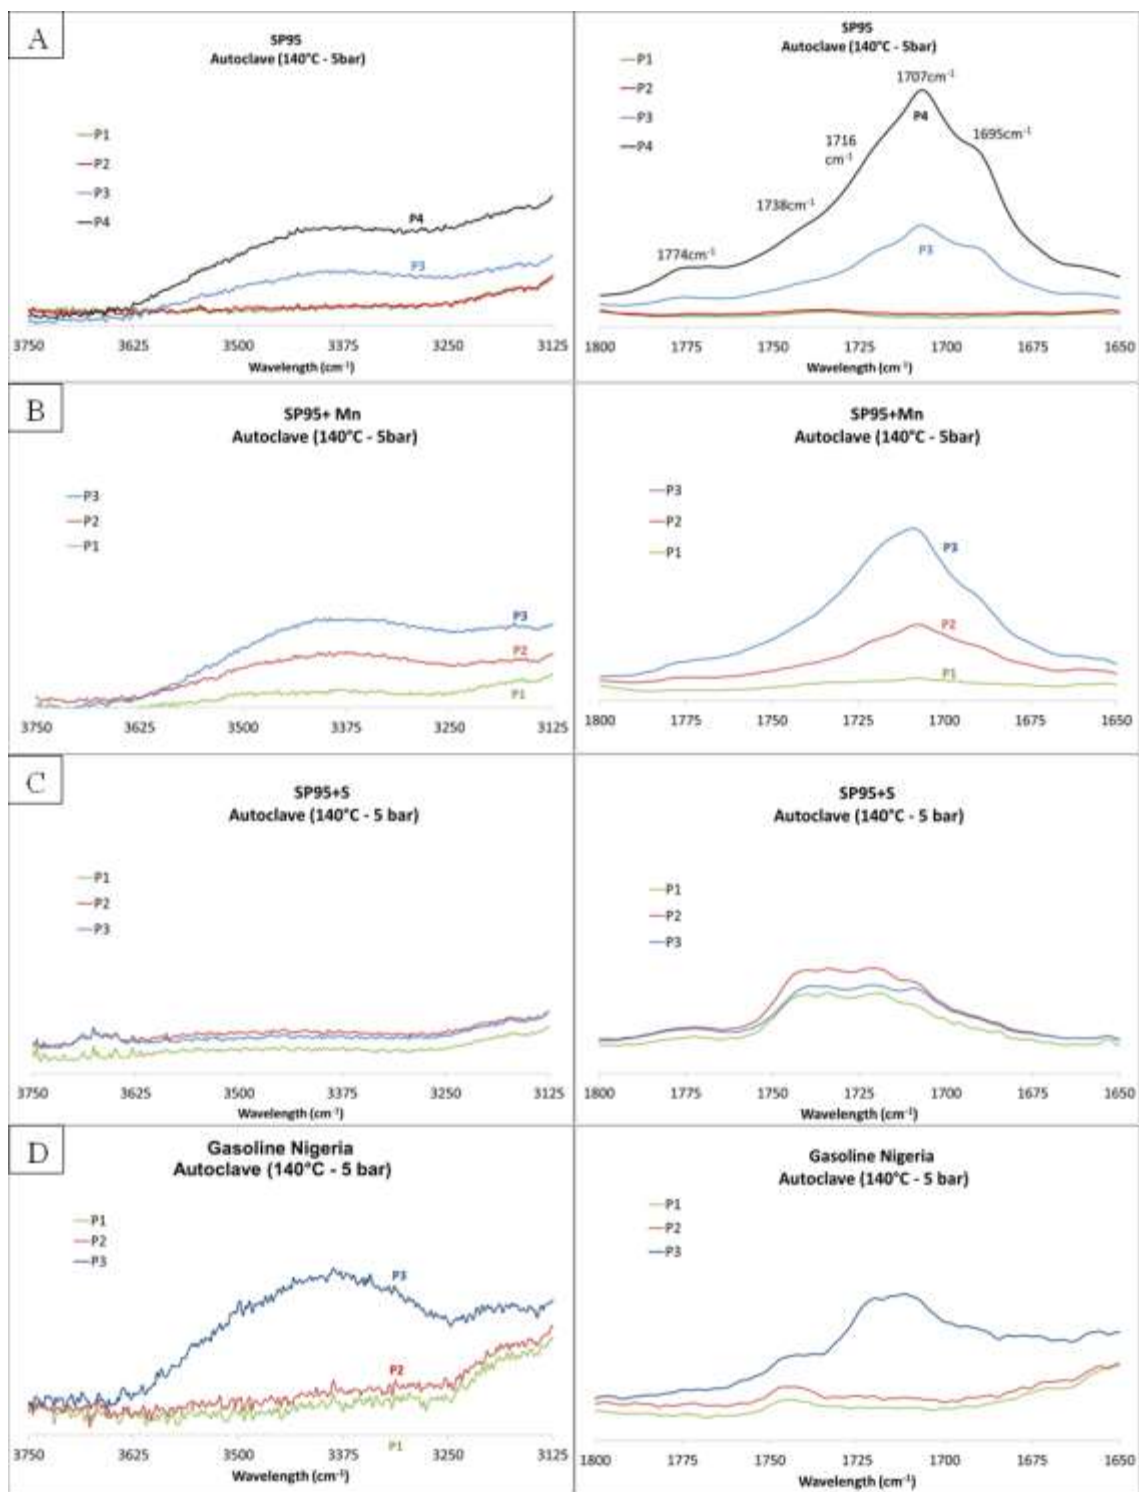 A
SP95
Autoclave (140°C - 5bar)
P1
P2
P3
P4
P4
P3
3750 3625 3500 3375 3250 3125
Wavelength (cm-1)
SP95
Autoclave (140°C - 5bar)
P1
P2
P3
P4
1707cm-1
P4
1716
cm-1
1695cm-1
1738cm-1
1774cm-1
P3
1800 1775 1750 1725 1700 1675 1650
Wavelength (cm-1)
B
SP95+ Mn
Autoclave (140°C - 5bar)
P3
P2
P1
P3
P2
P1
3750 3625 3500 3375 3250 3125
Wavelength (cm-1)
SP95+Mn
Autoclave (140°C - 5bar)
P3
P2
P1
P3
P2
P1
1800 1775 1750 1725 1700 1675 1650
Wavelength (cm-1)
C
SP95+S
Autoclave (140°C - 5 bar)
P1
P2
P3
3750 3625 3500 3375 3250 3125
Wavelength (cm-1)
SP95+S
Autoclave (140°C - 5 bar)
P1
P2
P3
1800 1775 1750 1725 1700 1675 1650
Wavelength (cm-1)
D
Gasoline Nigeria
Autoclave (140°C - 5 bar)
P1
P2
P3
P3
P2
P1
3750 3625 3500 3375 3250 3125
Wavelength (cm-1)
Gasoline Nigeria
Autoclave (140°C - 5 bar)
P1
P2
P3
1800 1775 1750 1725 1700 1675 1650
Wavelength (cm-1)